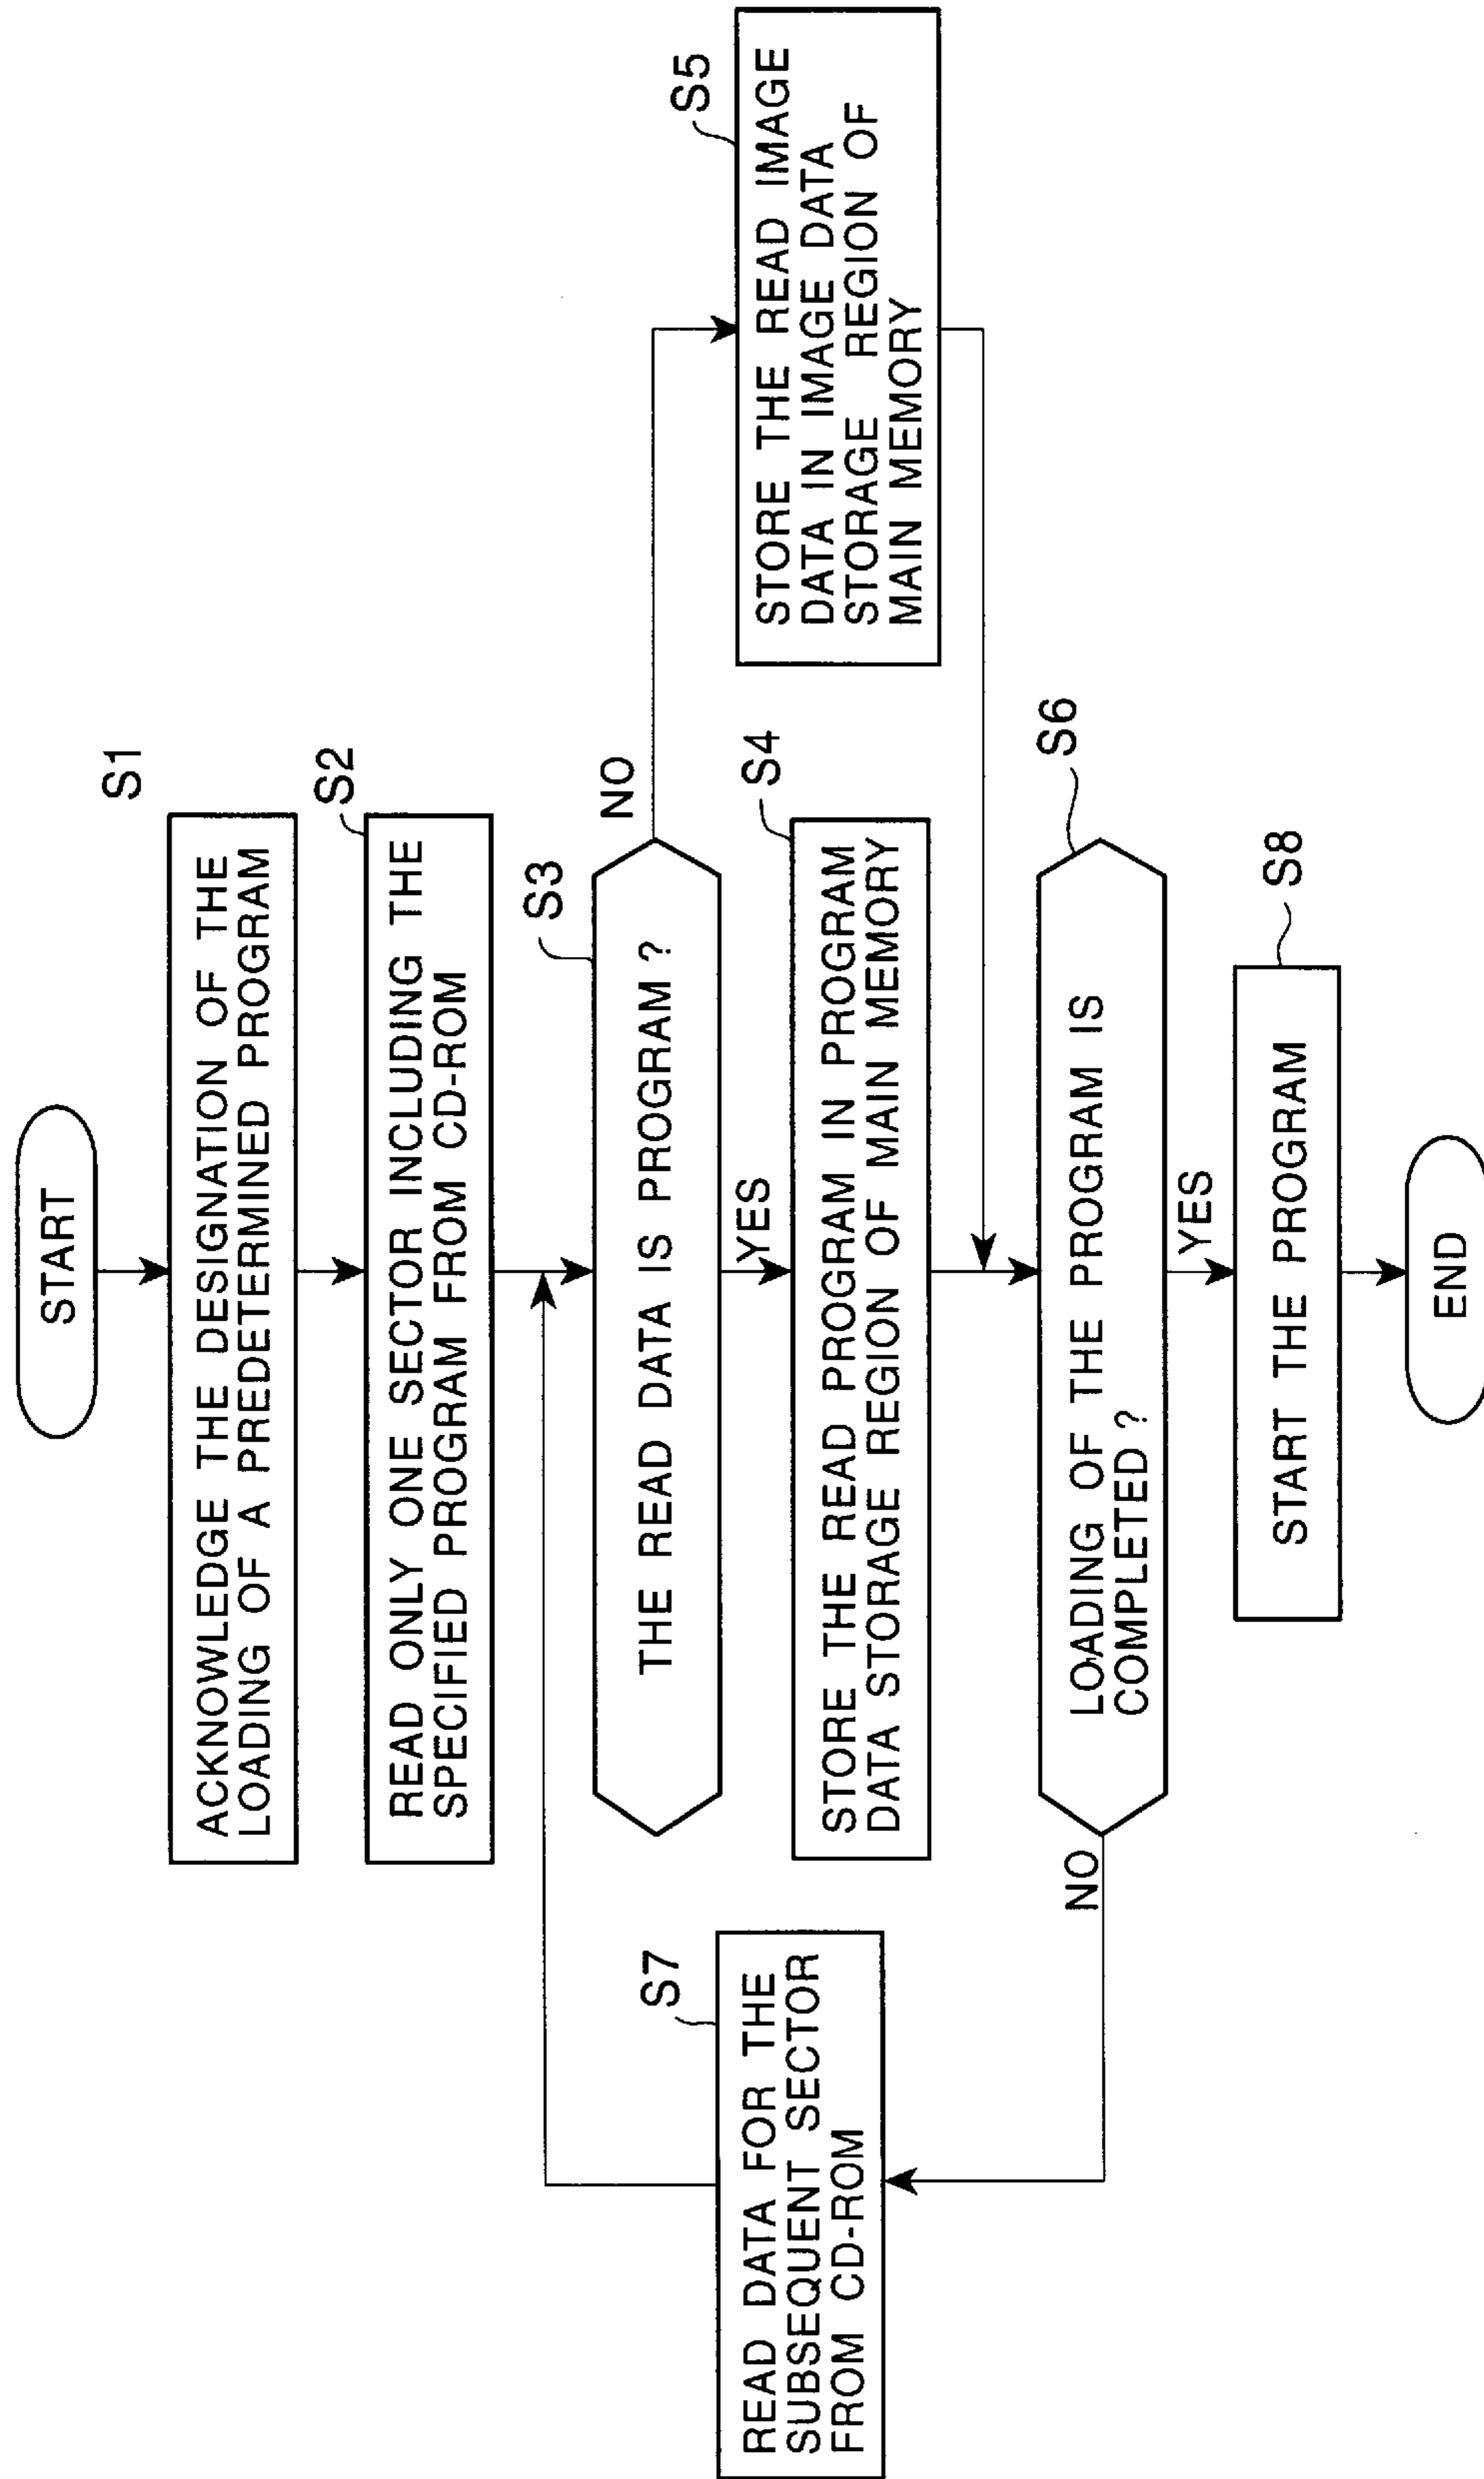 START
S1
ACKNOWLEDGE THE DESIGNATION OF THE
LOADING OF A PREDETERMINED PROGRAM
S2
READ ONLY ONE SECTOR INCLUDING THE
SPECIFIED PROGRAM FROM CD-ROM
S3
THE READ DATA IS PROGRAM ?
NO
YES
S4
STORE THE READ PROGRAM IN PROGRAM
DATA STORAGE REGION OF MAIN MEMORY
S5
STORE THE READ IMAGE
DATA IN IMAGE DATA
STORAGE REGION OF
MAIN MEMORY
S6
LOADING OF THE PROGRAM IS
COMPLETED ?
NO
YES
S7
READ DATA FOR THE
SUBSEQUENT SECTOR
FROM CD-ROM
S8
START THE PROGRAM
END